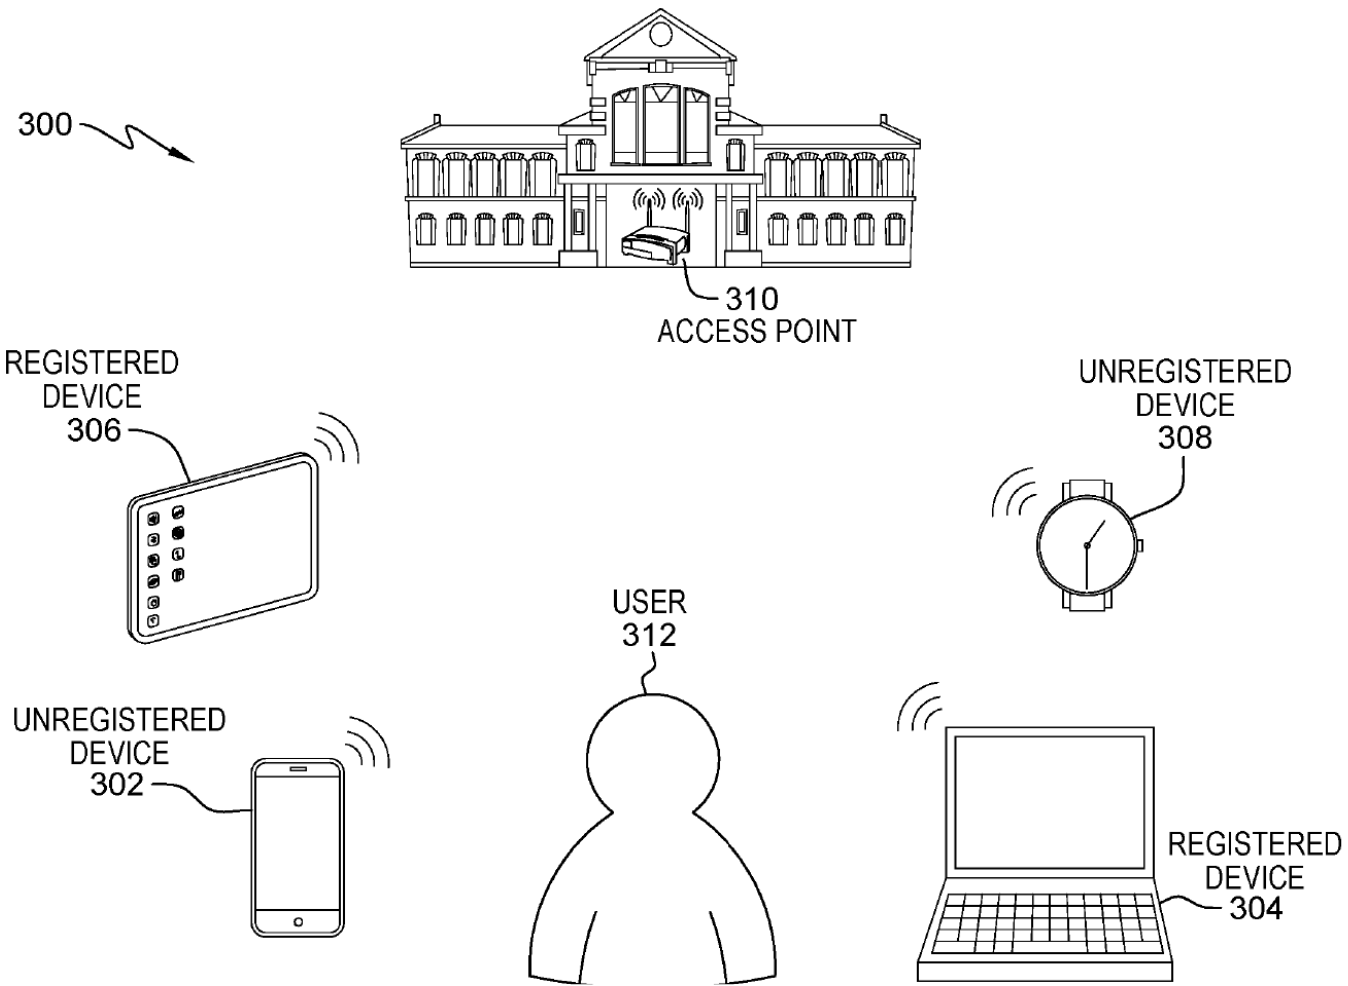 300
310
ACCESS POINT
REGISTERED
DEVICE
306
UNREGISTERED
DEVICE
308
USER
312
UNREGISTERED
DEVICE
302
REGISTERED
DEVICE
304